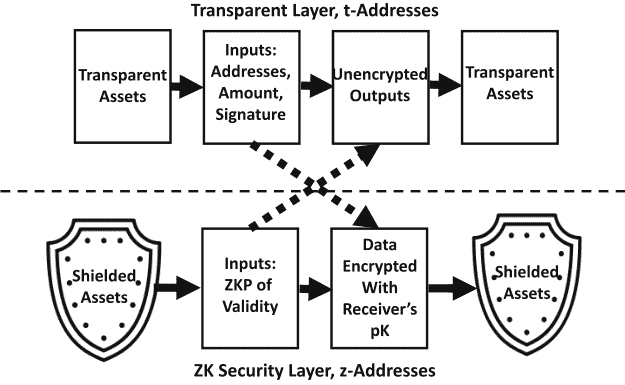 Transparent Layer, t-Addresses
Transparent
Assets
Inputs:
Addresses,
Amount,
Signature
Unencrypted
Outputs
Transparent
Assets
Shielded
Assets
Inputs:
ZKP of
Validity
Data
Encrypted
With
Receiver’s
pK
Shielded
Assets
ZK Security Layer, z-Addresses